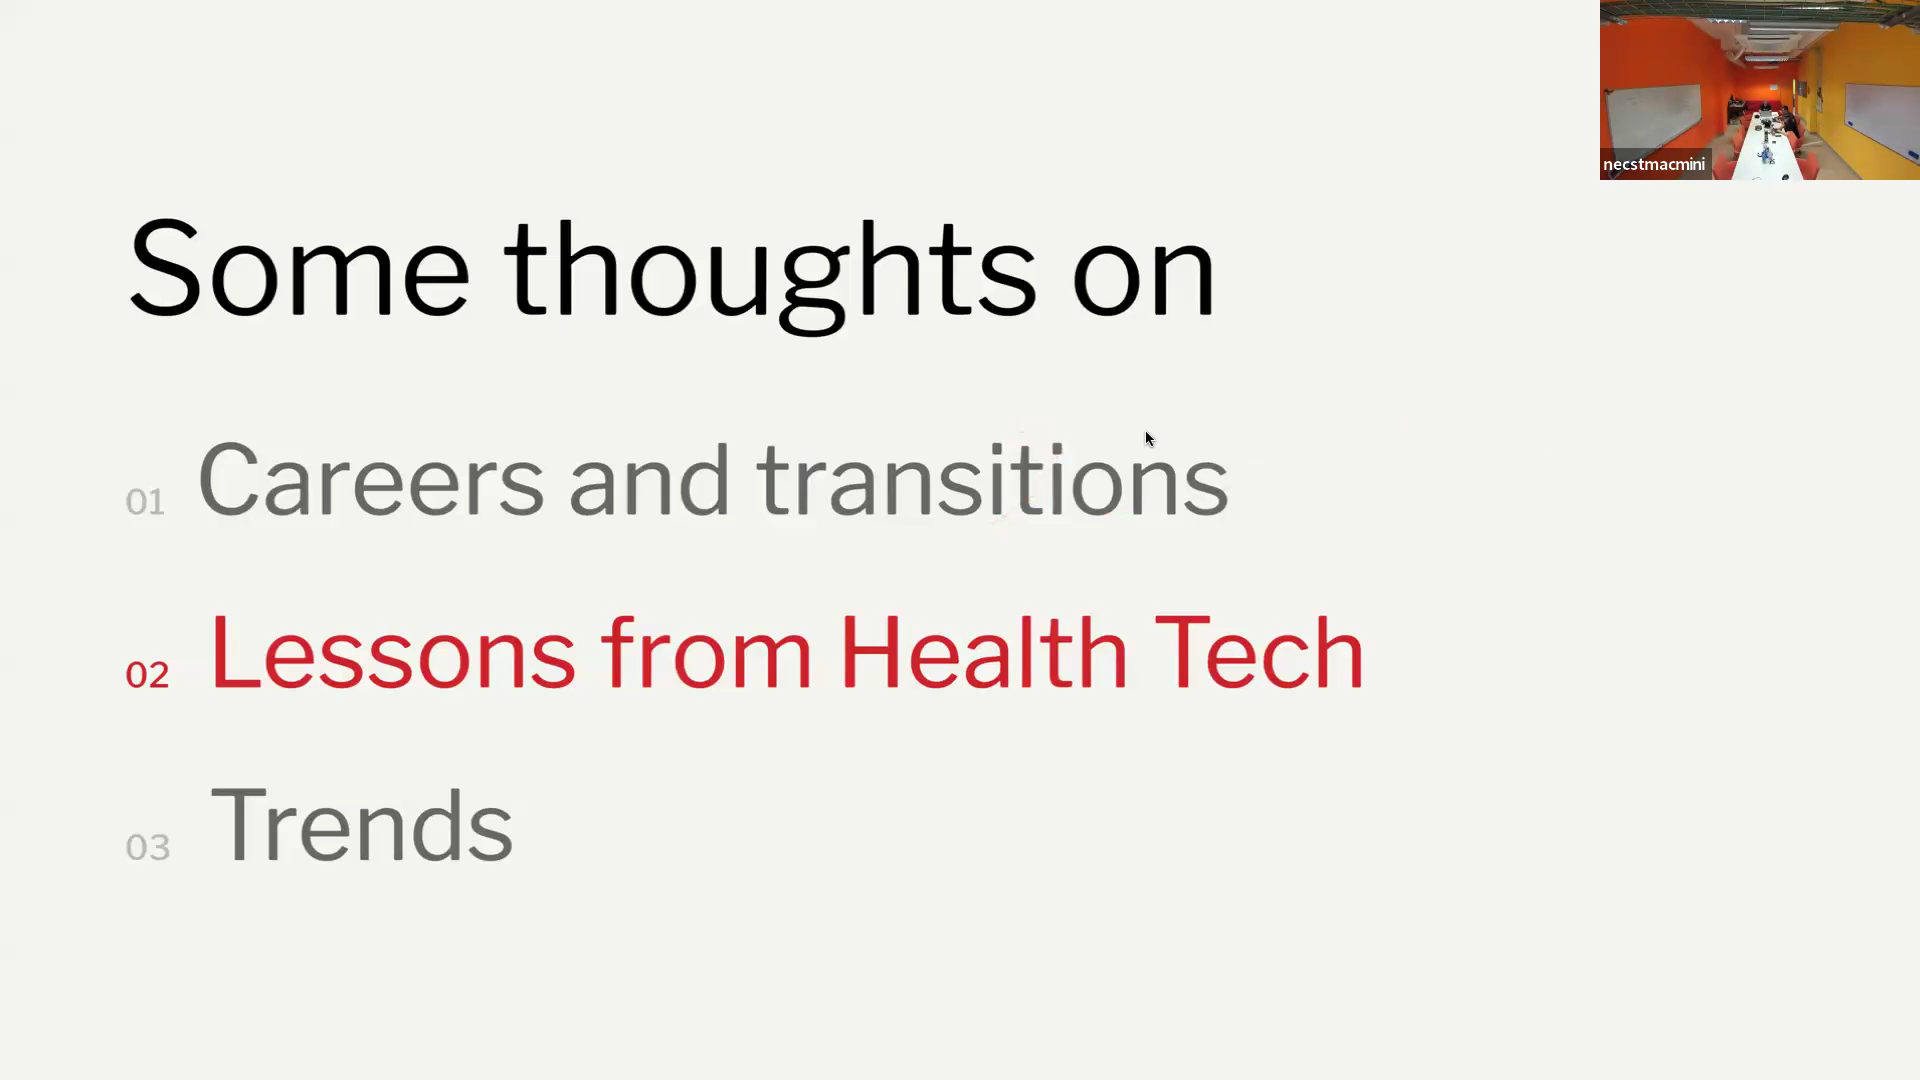 necstmacmini
Some thoughts on
01 Careers and transitions
02 Lessons from Health Tech
03 Trends